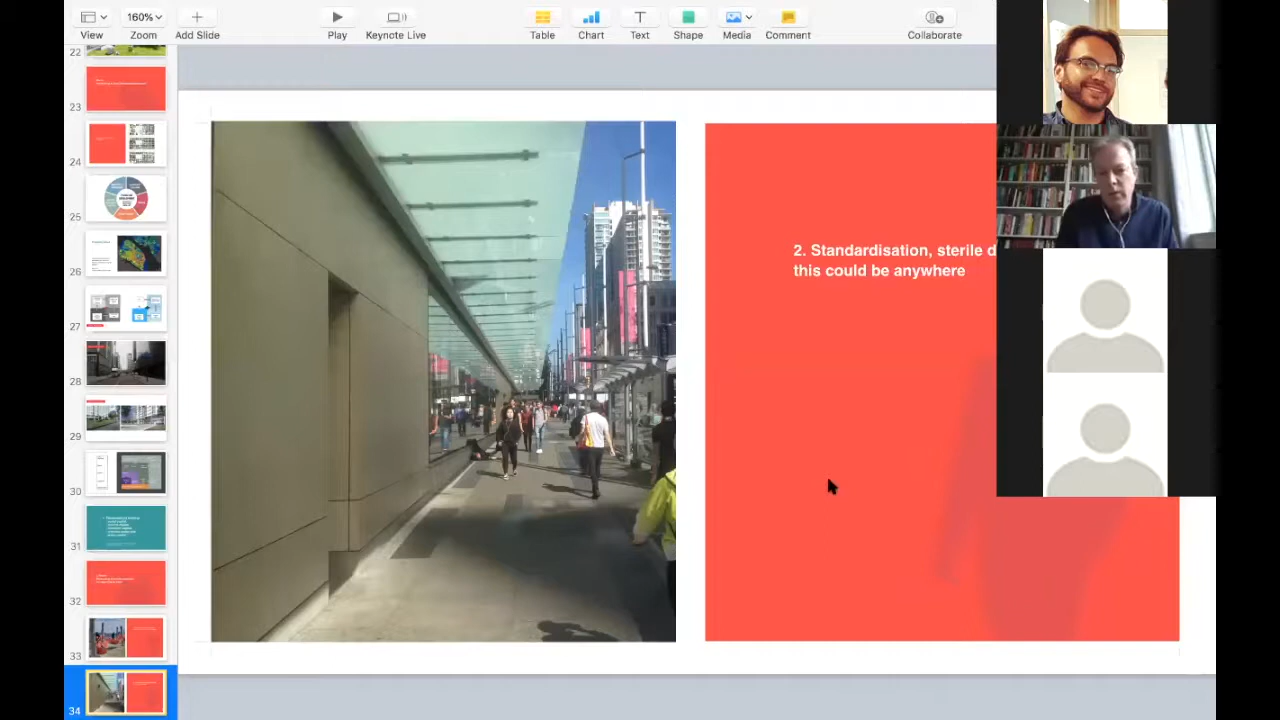 160%
View
Zoom
Add Slide
Play
Keynote Live
Table
Chart
Text
Shape
Media
Comment
Collaborate
22
23
24
25
26
27
28
29
30
31
32
33
34
2. Standardisation, sterile d
this could be anywhere